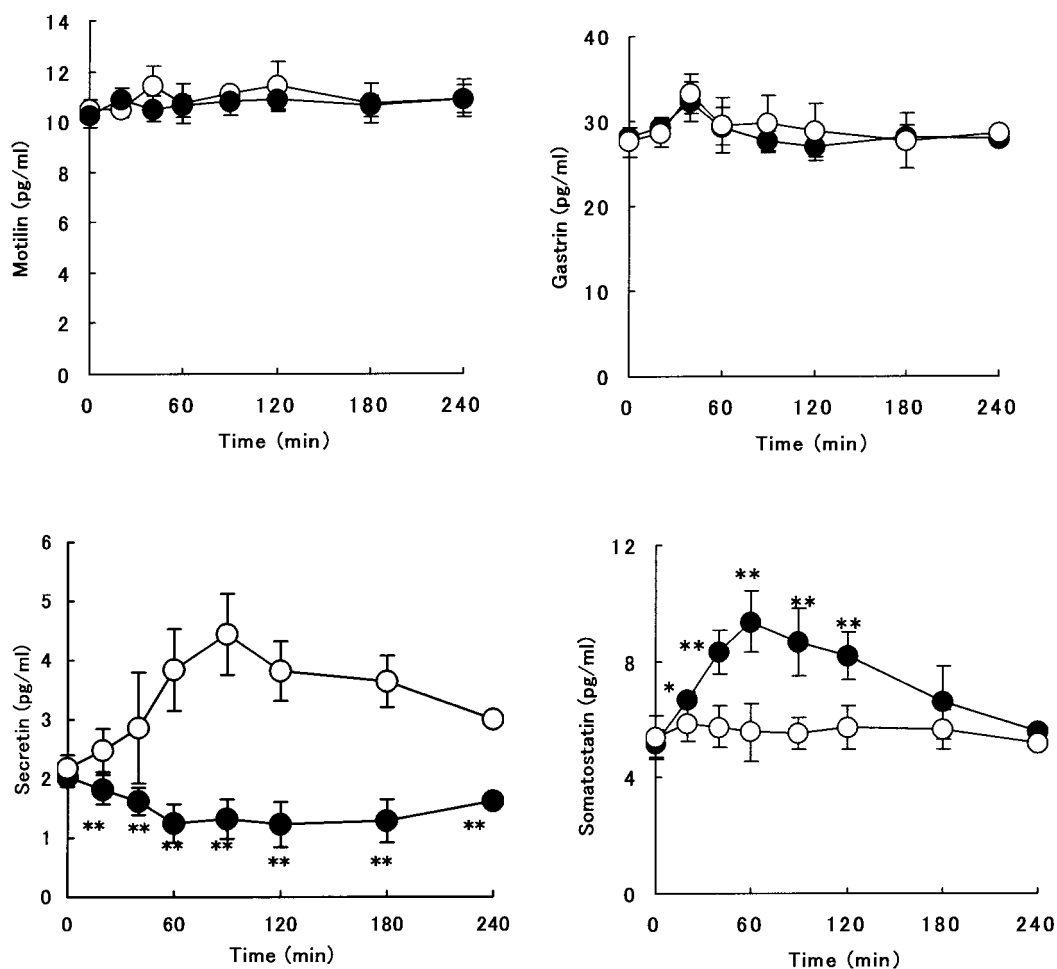 14
12
10
8
6
4
2
0
Motilin (pg/ml)
0 60 120 180 240
Time (min)
40
30
20
10
0
Gastrin (pg/ml)
0 60 120 180 240
Time (min)
6
5
4
3
2
1
0
Secretin (pg/ml)
** ** ** ** ** ** **
0 60 120 180 240
Time (min)
12
8
4
0
Somatostatin (pg/ml)
* ** ** ** **
0 60 120 180 240
Time (min)